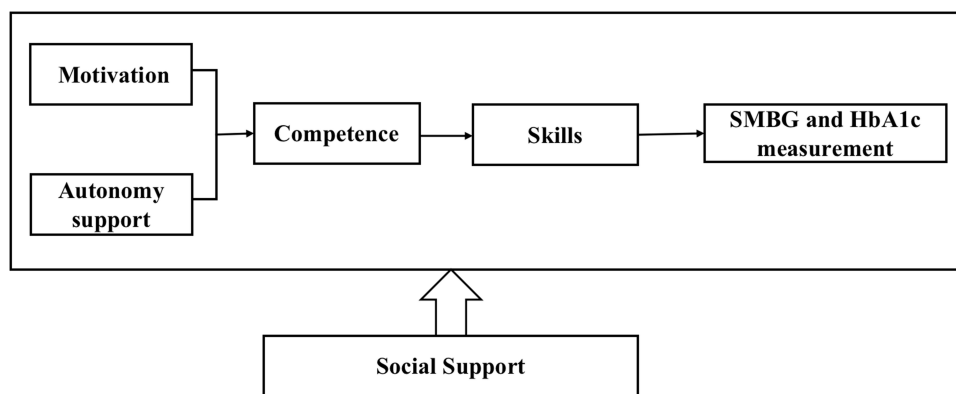 Motivation
Autonomy
support
Competence
Skills
SMBG and HbA1c
measurement
Social Support